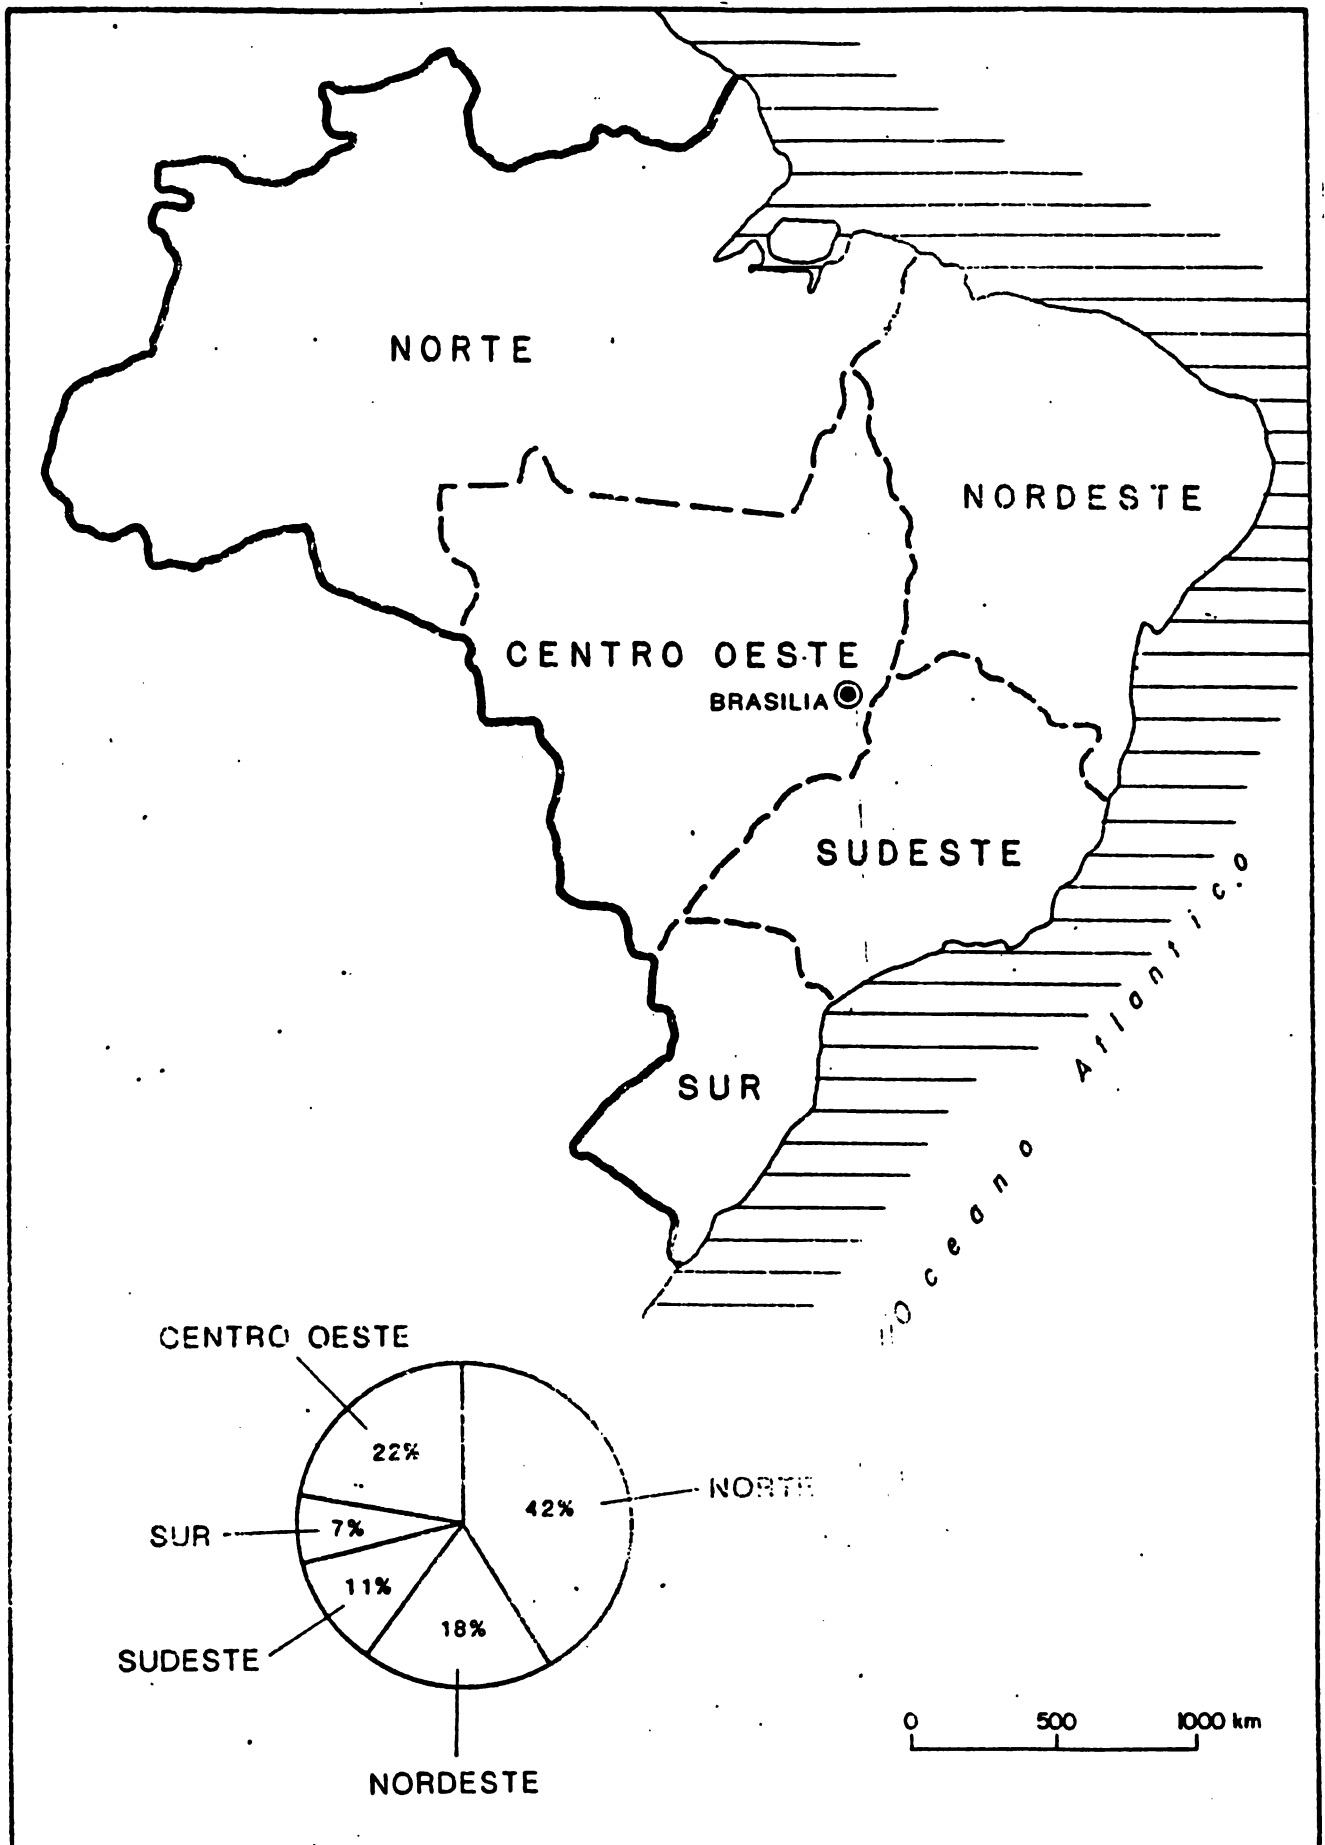 NORTE
NORDESTE
CENTRO OESTE
BRASILIA
SUDESTE
SUR
Oceano Atlantico
CENTRO OESTE
22%
NORTE
42%
SUR
7%
11%
18%
SUDESTE
NORDESTE
0 500 1000 km